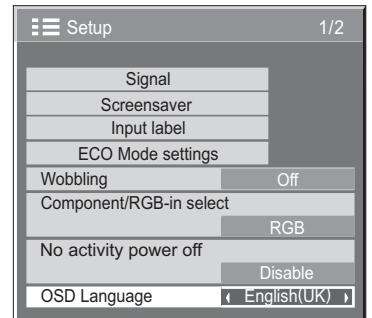 Setup 1/2
Signal
Screensaver
Input label
ECO Mode settings
Wobbling Off
Component/RGB-in select
RGB
No activity power off
Disable
OSD Language English(UK)